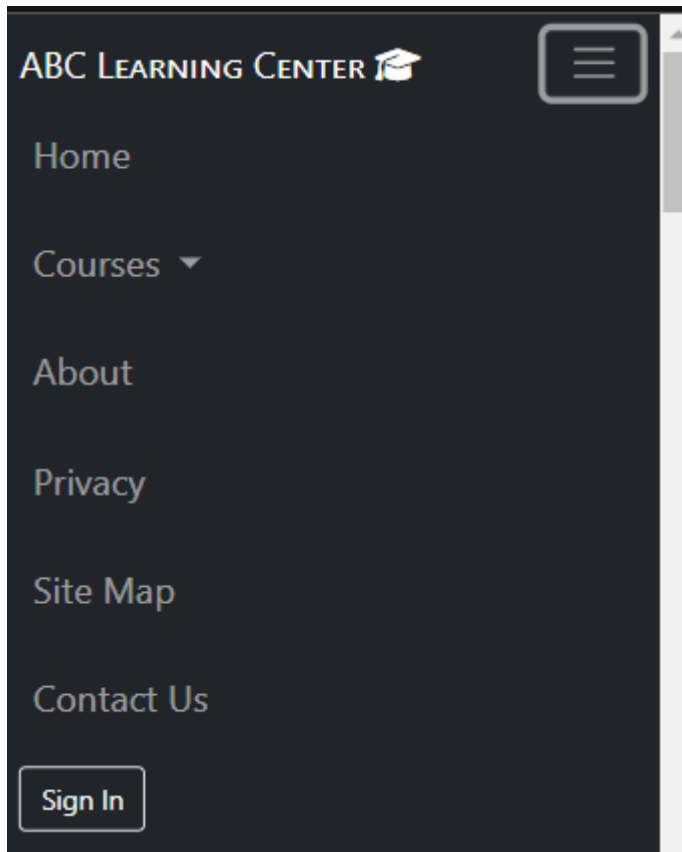 ABC Learning Center
Home
Courses
About
Privacy
Site Map
Contact Us
Sign In